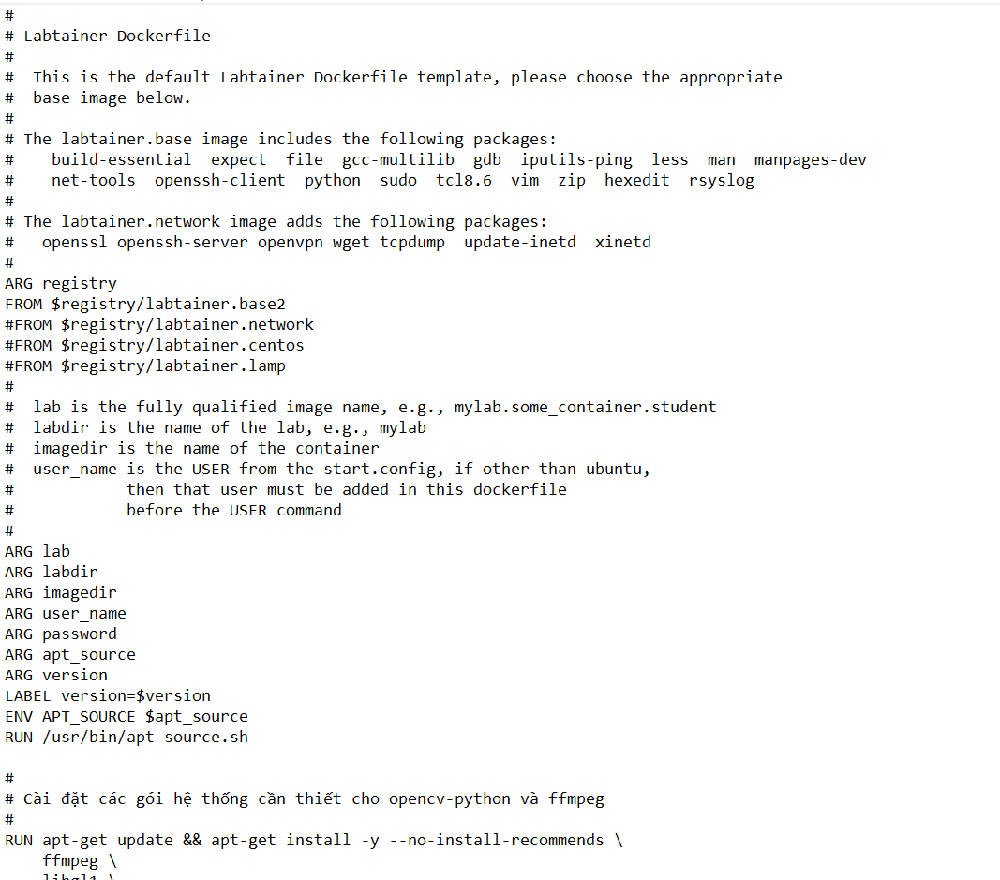 #
# Labtainer Dockerfile
#
#  This is the default Labtainer Dockerfile template, please choose the appropriate
#  base image below.
#
# The labtainer.base image includes the following packages:
#    build-essential  expect  file  gcc-multilib  gdb  iputils-ping  less  man  manpages-dev
#    net-tools  openssh-client  python  sudo  tcl8.6  vim  zip  hexedit  rsyslog
#
# The labtainer.network image adds the following packages:
#   openssl openssh-server openvpn wget tcpdump  update-inetd  xinetd
#
ARG registry
FROM $registry/labtainer.base2
#FROM $registry/labtainer.network
#FROM $registry/labtainer.centos
#FROM $registry/labtainer.lamp
#
#  lab is the fully qualified image name, e.g., mylab.some_container.student
#  labdir is the name of the lab, e.g., mylab
#  imagedir is the name of the container
#  user_name is the USER from the start.config, if other than ubuntu,
#            then that user must be added in this dockerfile
#            before the USER command
#
ARG lab
ARG labdir
ARG imagedir
ARG user_name
ARG password
ARG apt_source
ARG version
LABEL version=$version
ENV APT_SOURCE $apt_source
RUN /usr/bin/apt-source.sh

#
# Cài đặt các gói hệ thống cần thiết cho opencv-python và ffmpeg
#
RUN apt-get update && apt-get install -y --no-install-recommends \
    ffmpeg \
    libgl1 \